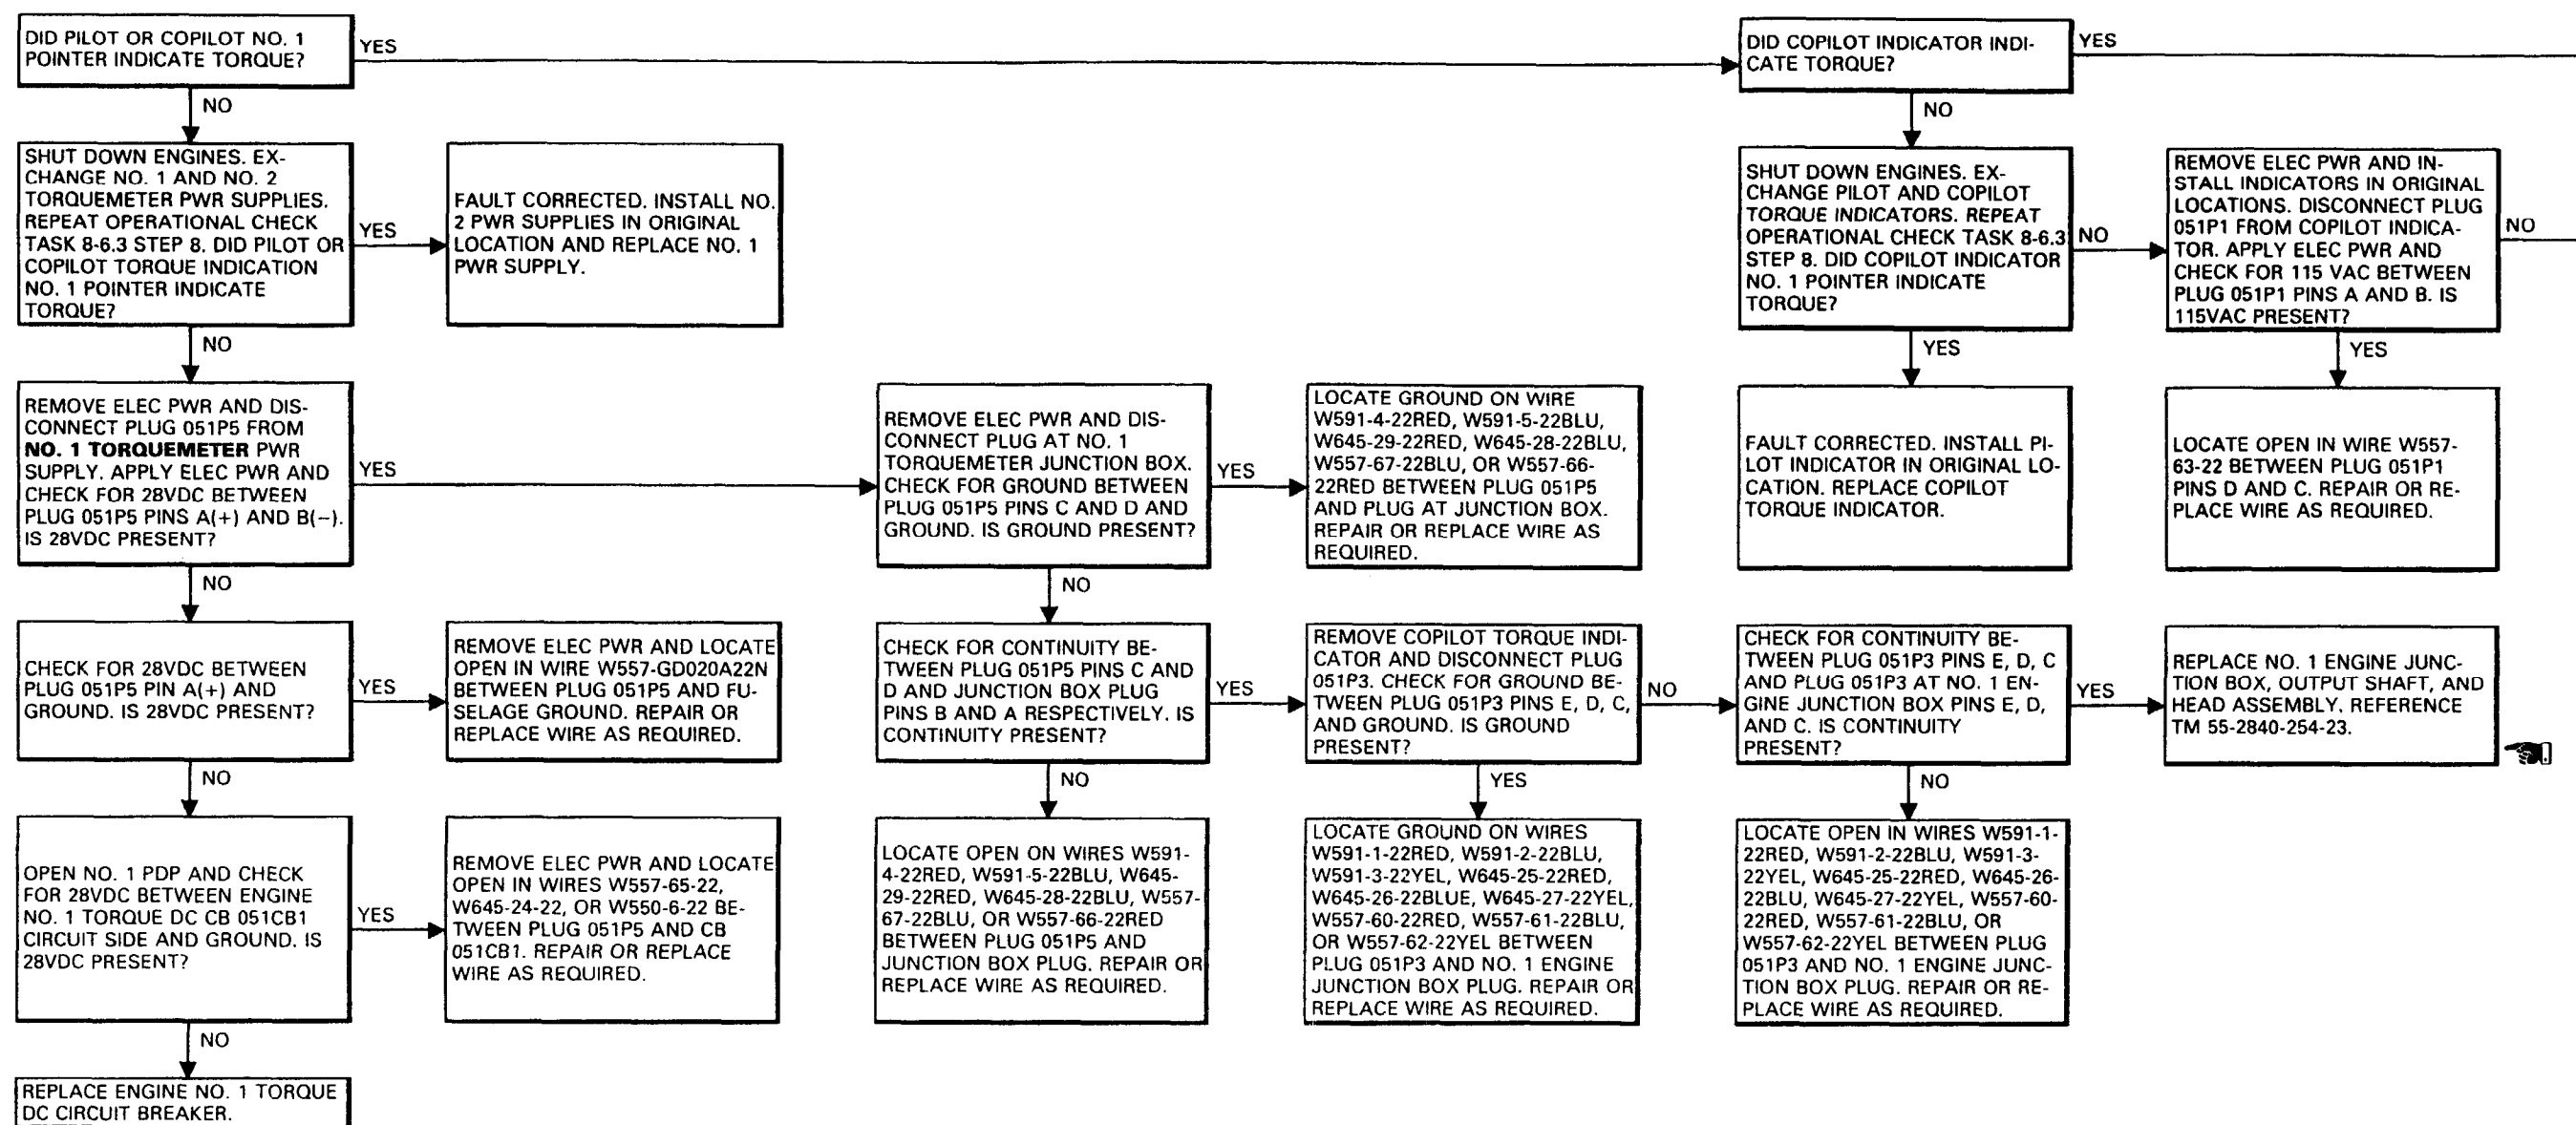 DID PILOT OR COPILOT NO. 1
POINTER INDICATE TORQUE?
YES
DID COPILOT INDICATOR INDI-
CATE TORQUE?
YES
NO
NO
SHUT DOWN ENGINES. EX-
CHANGE NO. 1 AND NO. 2
TORQUEMETER PWR SUPPLIES.
REPEAT OPERATIONAL CHECK
TASK 8-6.3 STEP 8. DID PILOT OR
COPILOT TORQUE INDICATION
NO. 1 POINTER INDICATE
TORQUE?
YES
FAULT CORRECTED. INSTALL NO.
2 PWR SUPPLIES IN ORIGINAL
LOCATION AND REPLACE NO. 1
PWR SUPPLY.
SHUT DOWN ENGINES. EX-
CHANGE PILOT AND COPILOT
TORQUE INDICATORS. REPEAT
OPERATIONAL CHECK TASK 8-6.3
STEP 8. DID COPILOT INDICATOR
NO. 1 POINTER INDICATE
TORQUE?
NO
REMOVE ELEC PWR AND IN-
STALL INDICATORS IN ORIGINAL
LOCATIONS. DISCONNECT PLUG
051P1 FROM COPILOT INDICA-
TOR. APPLY ELEC PWR AND
CHECK FOR 115 VAC BETWEEN
PLUG 051P1 PINS A AND B. IS
115VAC PRESENT?
NO
NO
YES
YES
REMOVE ELEC PWR AND DIS-
CONNECT PLUG 051P5 FROM
NO. 1 TORQUEMETER PWR
SUPPLY. APPLY ELEC PWR AND
CHECK FOR 28VDC BETWEEN
PLUG 051P5 PINS A(+) AND B(−).
IS 28VDC PRESENT?
YES
REMOVE ELEC PWR AND DIS-
CONNECT PLUG AT NO. 1
TORQUEMETER JUNCTION BOX.
CHECK FOR GROUND BETWEEN
PLUG 051P5 PINS C AND D AND
GROUND. IS GROUND PRESENT?
YES
LOCATE GROUND ON WIRE
W591-4-22RED, W591-5-22BLU,
W645-29-22RED, W645-28-22BLU,
W557-67-22BLU, OR W557-66-
22RED BETWEEN PLUG 051P5
AND PLUG AT JUNCTION BOX.
REPAIR OR REPLACE WIRE AS
REQUIRED.
FAULT CORRECTED. INSTALL PI-
LOT INDICATOR IN ORIGINAL LO-
CATION. REPLACE COPILOT
TORQUE INDICATOR.
LOCATE OPEN IN WIRE W557-
63-22 BETWEEN PLUG 051P1
PINS D AND C. REPAIR OR RE-
PLACE WIRE AS REQUIRED.
NO
NO
CHECK FOR 28VDC BETWEEN
PLUG 051P5 PIN A(+) AND
GROUND. IS 28VDC PRESENT?
YES
REMOVE ELEC PWR AND LOCATE
OPEN IN WIRE W557-GD020A22N
BETWEEN PLUG 051P5 AND FU-
SELAGE GROUND. REPAIR OR
REPLACE WIRE AS REQUIRED.
CHECK FOR CONTINUITY BE-
TWEEN PLUG 051P5 PINS C AND
D AND JUNCTION BOX PLUG
PINS B AND A RESPECTIVELY. IS
CONTINUITY PRESENT?
YES
REMOVE COPILOT TORQUE INDI-
CATOR AND DISCONNECT PLUG
051P3. CHECK FOR GROUND BE-
TWEEN PLUG 051P3 PINS E, D, C,
AND GROUND. IS GROUND
PRESENT?
NO
CHECK FOR CONTINUITY BE-
TWEEN PLUG 051P3 PINS E, D, C
AND PLUG 051P3 AT NO. 1 EN-
GINE JUNCTION BOX PINS E, D,
AND C. IS CONTINUITY
PRESENT?
YES
REPLACE NO. 1 ENGINE JUNC-
TION BOX, OUTPUT SHAFT, AND
HEAD ASSEMBLY. REFERENCE
TM 55-2840-254-23.
NO
NO
YES
NO
OPEN NO. 1 PDP AND CHECK
FOR 28VDC BETWEEN ENGINE
NO. 1 TORQUE DC CB 051CB1
CIRCUIT SIDE AND GROUND. IS
28VDC PRESENT?
YES
REMOVE ELEC PWR AND LOCATE
OPEN IN WIRES W557-65-22,
W645-24-22, OR W550-6-22 BE-
TWEEN PLUG 051P5 AND CB
051CB1. REPAIR OR REPLACE
WIRE AS REQUIRED.
LOCATE OPEN ON WIRES W591-
4-22RED, W591-5-22BLU, W645-
29-22RED, W645-28-22BLU, W557-
67-22BLU, OR W557-66-22RED
BETWEEN PLUG 051P5 AND
JUNCTION BOX PLUG. REPAIR OR
REPLACE WIRE AS REQUIRED.
LOCATE GROUND ON WIRES
W591-1-22RED, W591-2-22BLU,
W591-3-22YEL, W645-25-22RED,
W645-26-22BLUE, W645-27-22YEL,
W557-60-22RED, W557-61-22BLU,
OR W557-62-22YEL BETWEEN
PLUG 051P3 AND NO. 1 ENGINE
JUNCTION BOX PLUG. REPAIR OR
REPLACE WIRE AS REQUIRED.
LOCATE OPEN IN WIRES W591-1-
22RED, W591-2-22BLU, W591-3-
22YEL, W645-25-22RED, W645-26-
22BLU, W645-27-22YEL, W557-60-
22RED, W557-61-22BLU, OR
W557-62-22YEL BETWEEN PLUG
051P3 AND NO. 1 ENGINE JUNC-
TION BOX PLUG. REPAIR OR RE-
PLACE WIRE AS REQUIRED.
NO
REPLACE ENGINE NO. 1 TORQUE
DC CIRCUIT BREAKER.